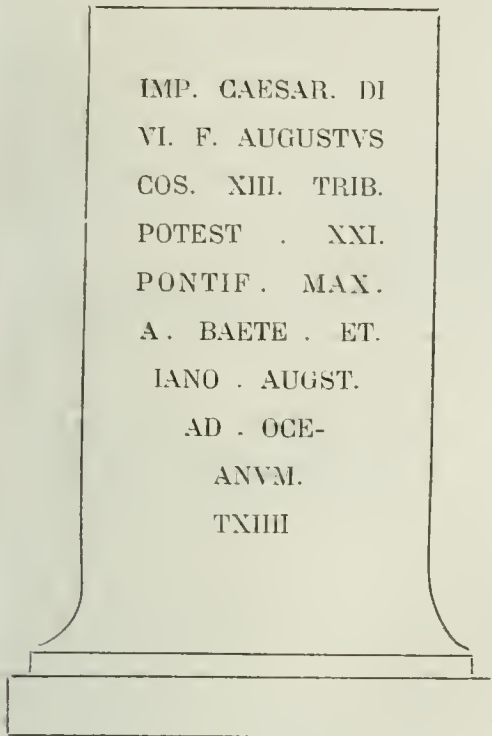 IMP. CAESAR. DI
VI. F. AUGUSTVS
COS. XIII. TRIB.
POTEST . XXI.
PONTIF. MAX.
A. BAETE . ET.
IANO . AUGST.
AD . OCE-
ANVM.
TXIIII